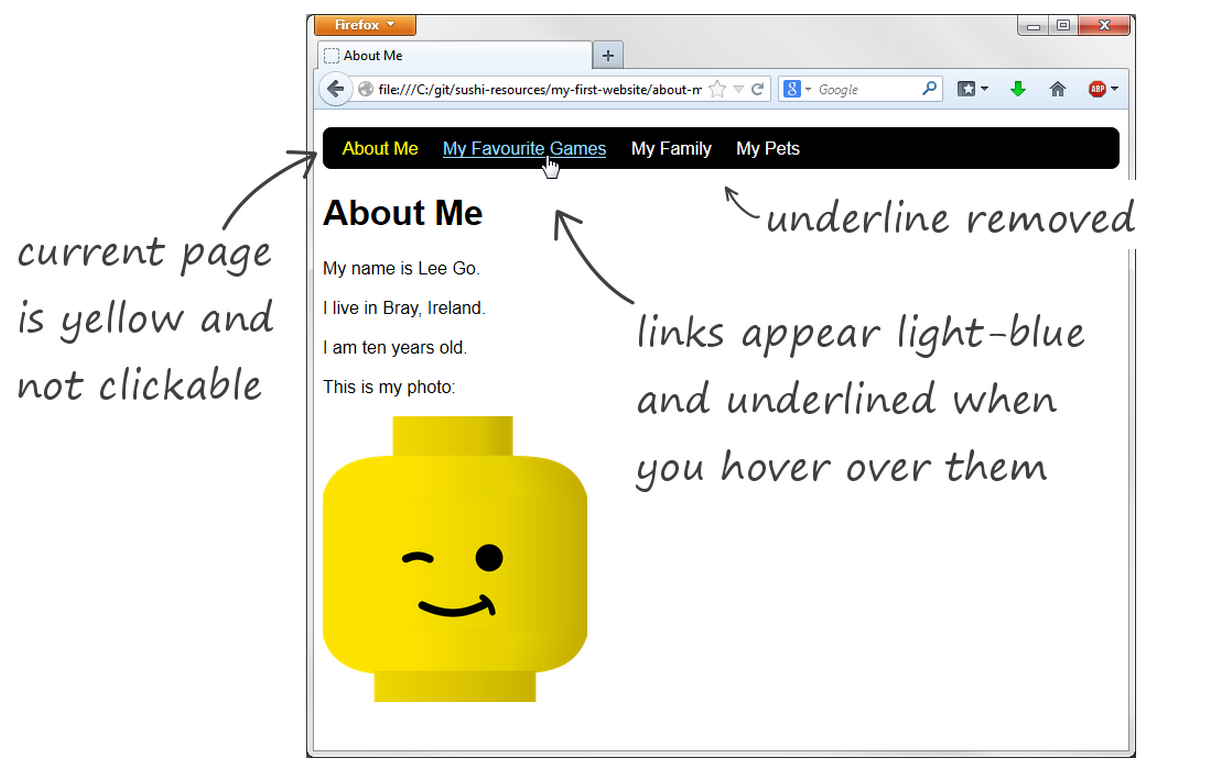 Firefox
About Me
file:///C:/git/sushi-resources/my-first-website/about-m
8 Google
ABP
About Me My Favourite Games My Family My Pets
About Me
My name is Lee Go.
I live in Bray, Ireland.
I am ten years old.
This is my photo:
current page
is yellow and
not clickable
underline removed
links appear light-blue
and underlined when
you hover over them